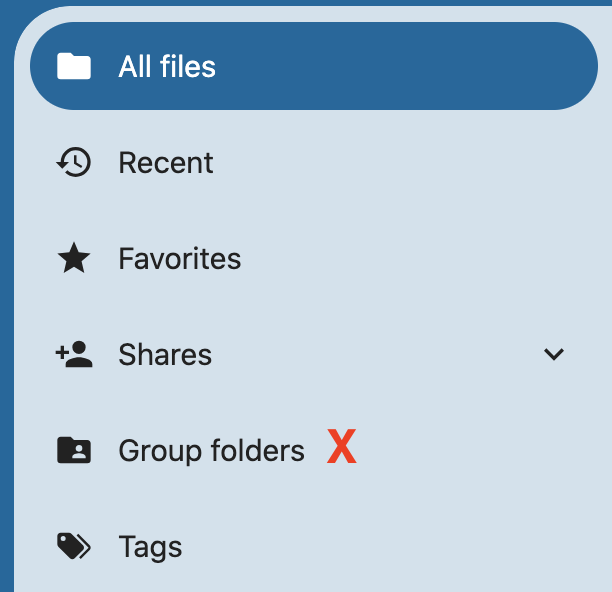 All files
Recent
Favorites
Shares
Group folders X
Tags